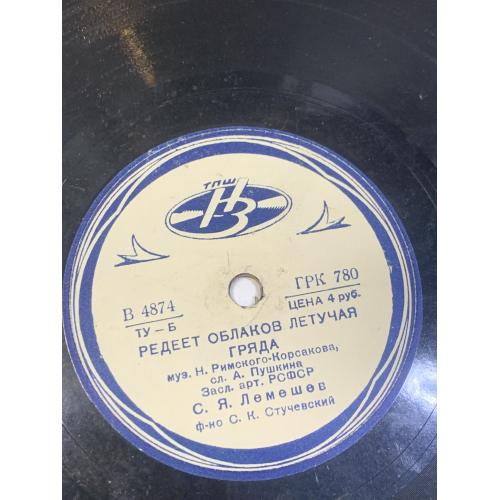 ТПШ
НЗ
В 4874
ТУ — Б
ГРК 780
ЦЕНА 4 руб.
РЕДЕЕТ ОБЛАКОВ ЛЕТУЧАЯ
ГРЯДА
муз. Н. Римского-Корсакова,
сл. А. Пушкина
Засл. арт. РСФСР
С. Я. Лемешев
ф-но С. К. Стучевский